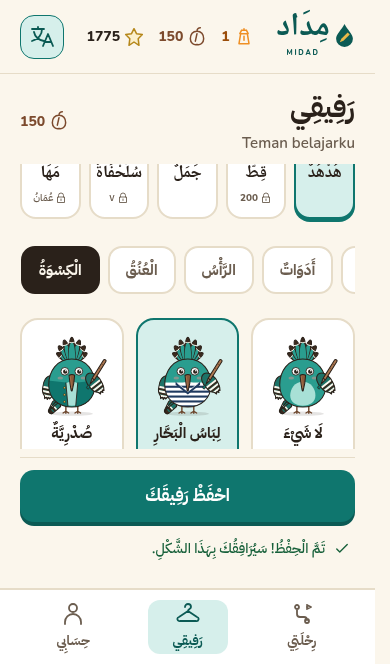 مِدَاد
MIDAD
1
150
1775
رَفِيقِي
150
Teman belajarku
هُدْهُدٌ
قِطٌّ
200
جَمَلٌ
سُلَحْفَاةٌ
٧
مَهَا
عُمَانُ
أَدَوَاتٌ
الرَّأْسُ
الْعُنُقُ
الْكِسْوَةُ
لَا شَيْءَ
لِبَاسُ الْبَحَّارِ
صُدْرِيَّةٌ
احْفَظْ رَفِيقَكَ
تَمَّ الْحِفْظُ! سَيُرَافِقُكَ بِهَذَا الشَّكْلِ.
رِحْلَتِي
رَفِيقِي
حِسَابِي